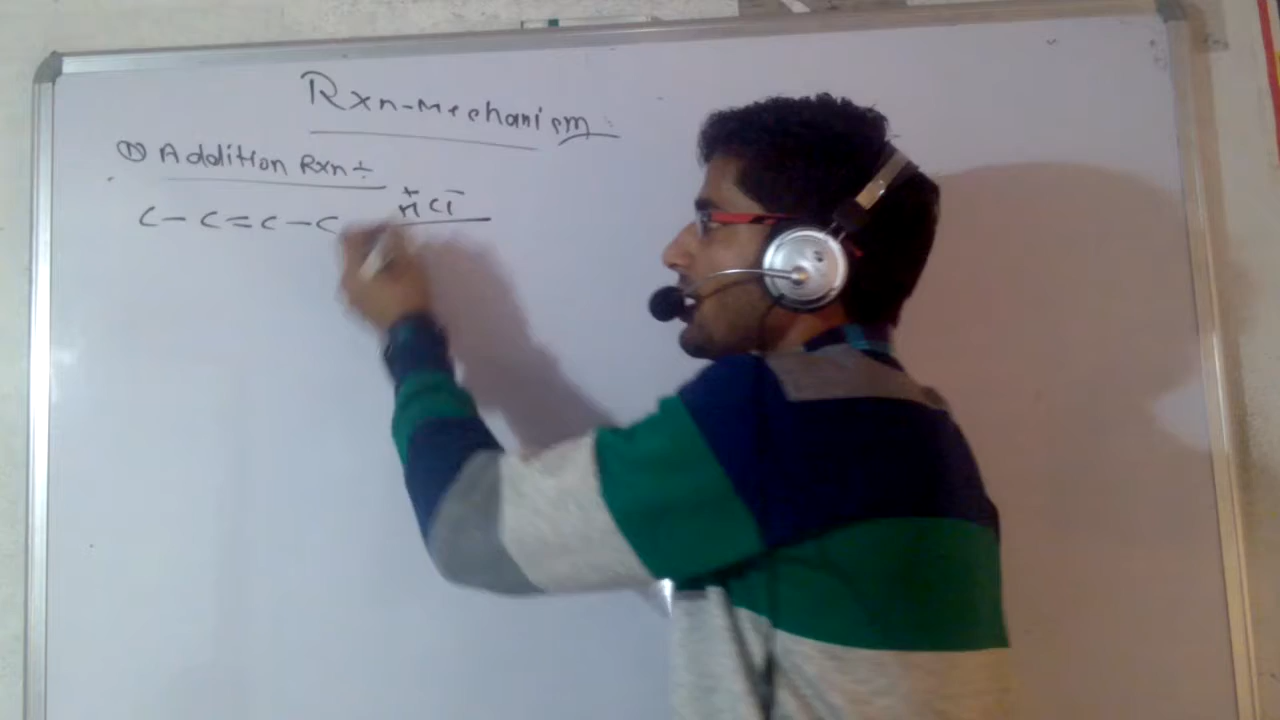 Rxn-Mechanism
① Addition Rxn ÷
H⁺ Cl⁻
C – C = C – C